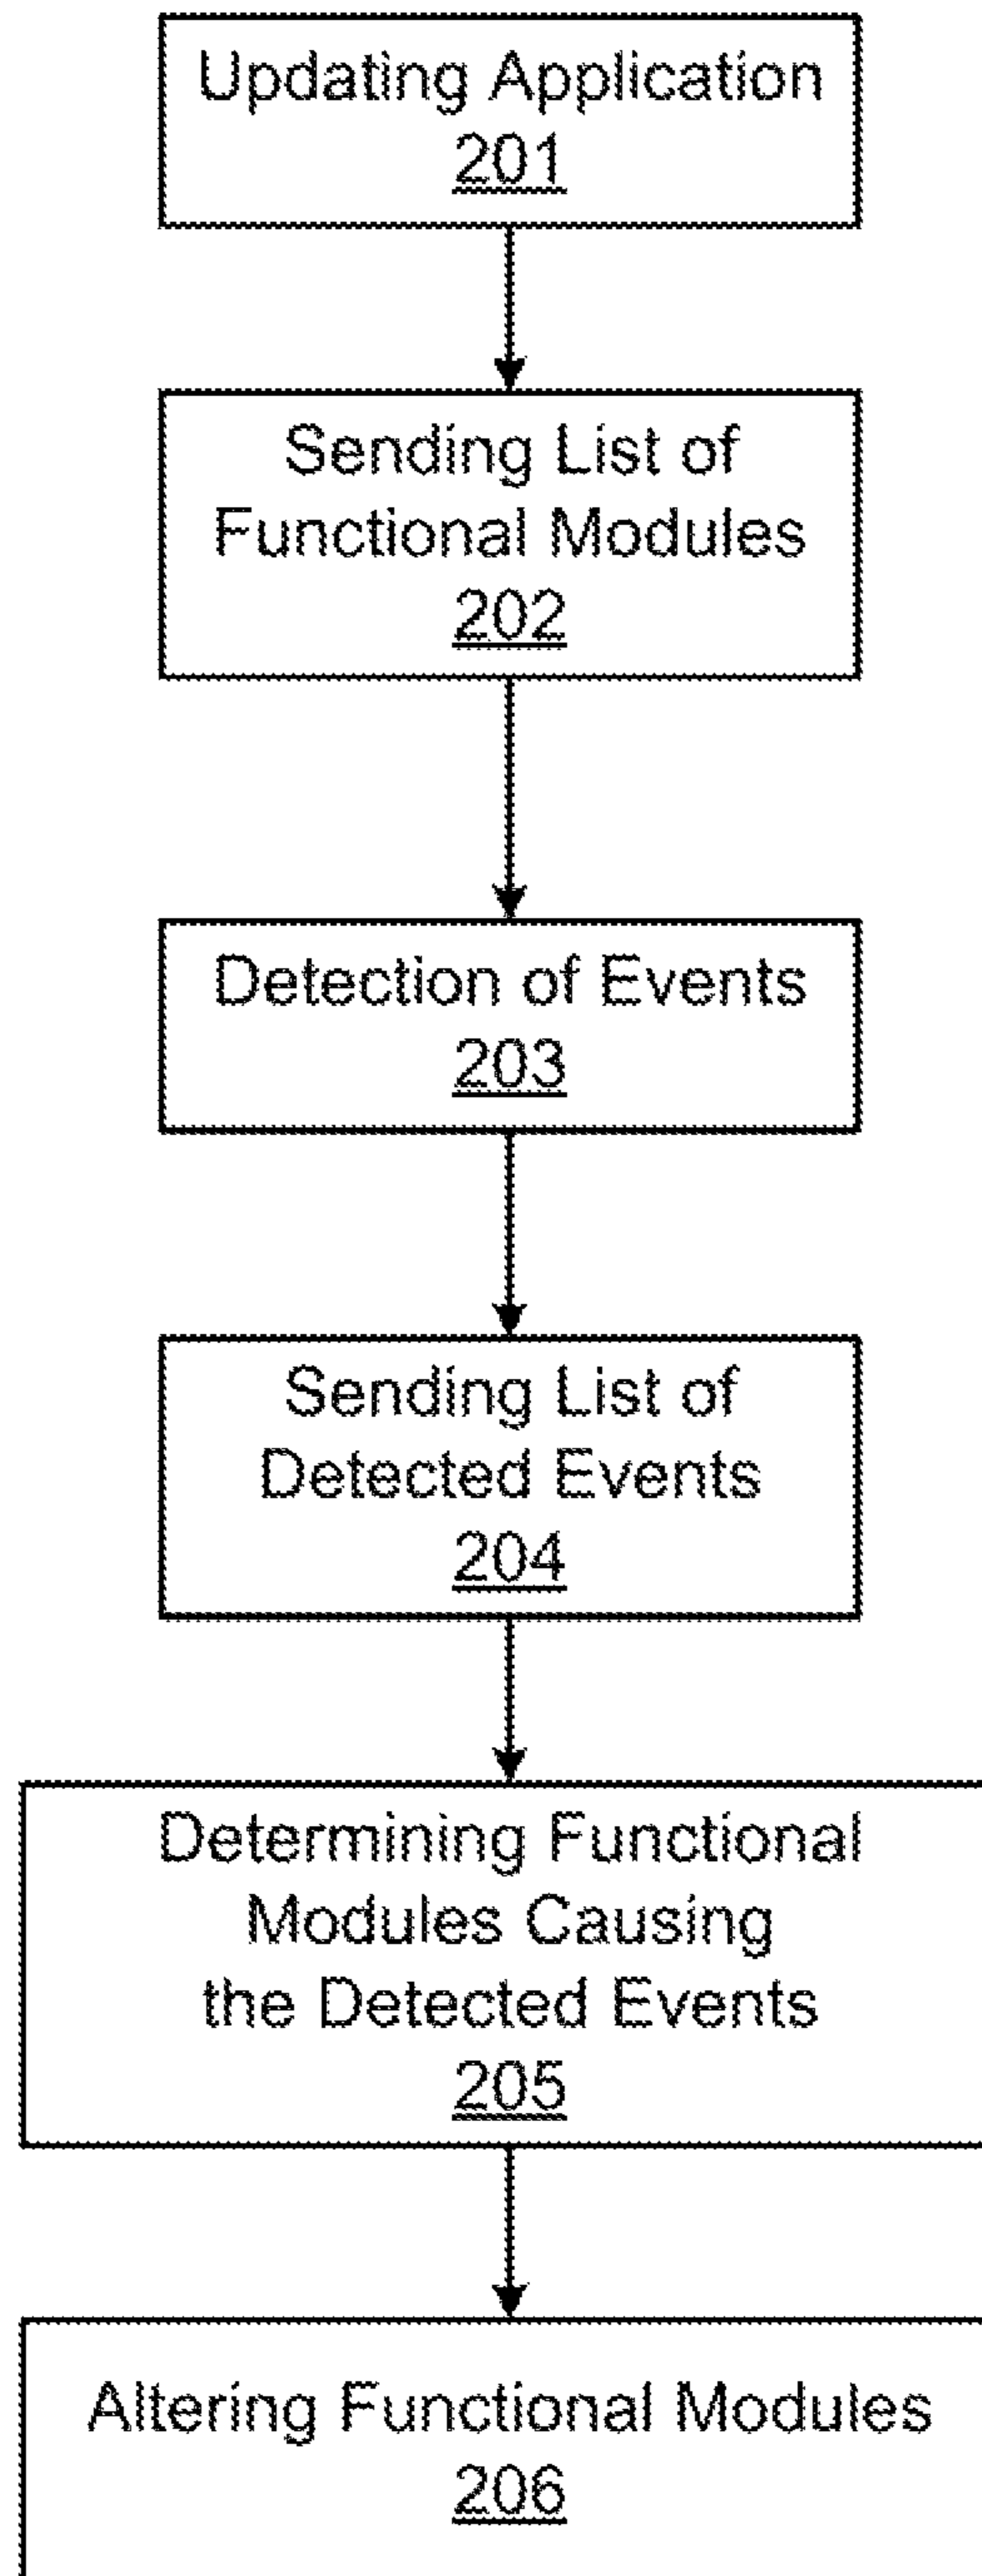 Updating Application
201
Sending List of
Functional Modules
202
Detection of Events
203
Sending List of
Detected Events
204
Determining Functional
Modules Causing
the Detected Events
205
Altering Functional Modules
206